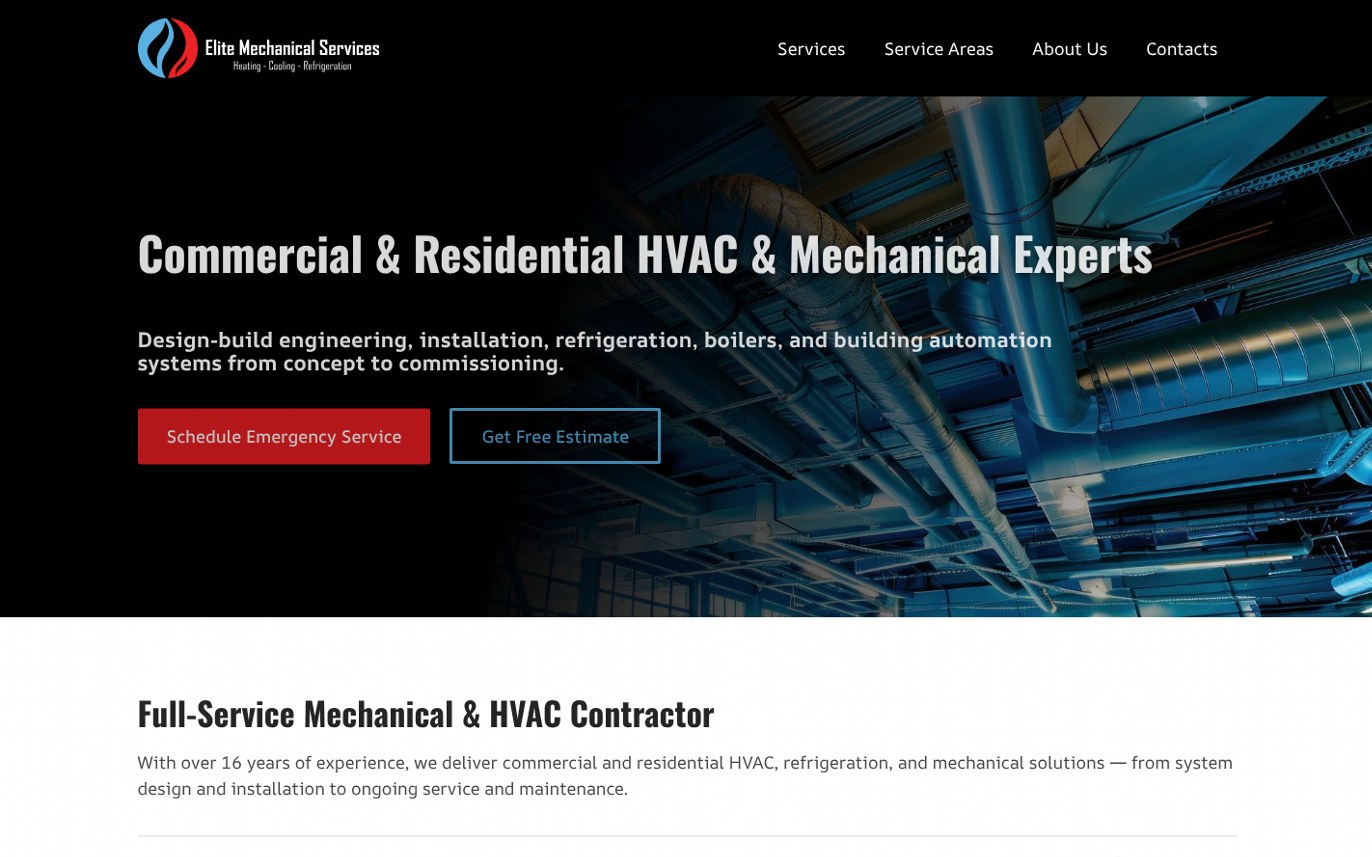 Elite Mechanical Services
Heating - Cooling - Refrigeration
Services
Service Areas
About Us
Contacts
Commercial & Residential HVAC & Mechanical Experts
Design-build engineering, installation, refrigeration, boilers, and building automation
systems from concept to commissioning.
Schedule Emergency Service
Get Free Estimate
Full-Service Mechanical & HVAC Contractor
With over 16 years of experience, we deliver commercial and residential HVAC, refrigeration, and mechanical solutions — from system
design and installation to ongoing service and maintenance.